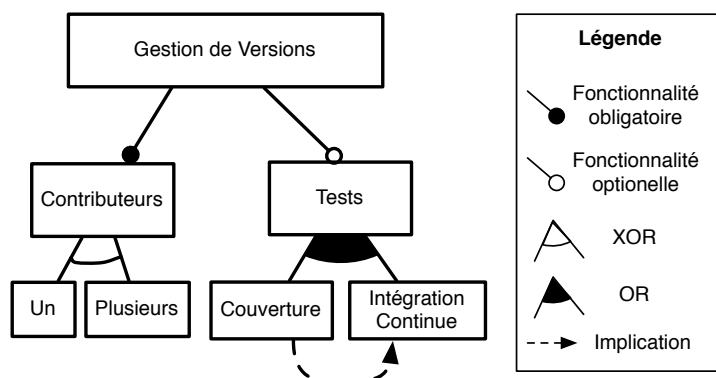 Gestion de Versions
Contributeurs
Tests
Un
Plusieurs
Couverture
Intégration
Continue
Légende
Fonctionnalité
obligatoire
Fonctionnalité
optionelle
XOR
OR
Implication